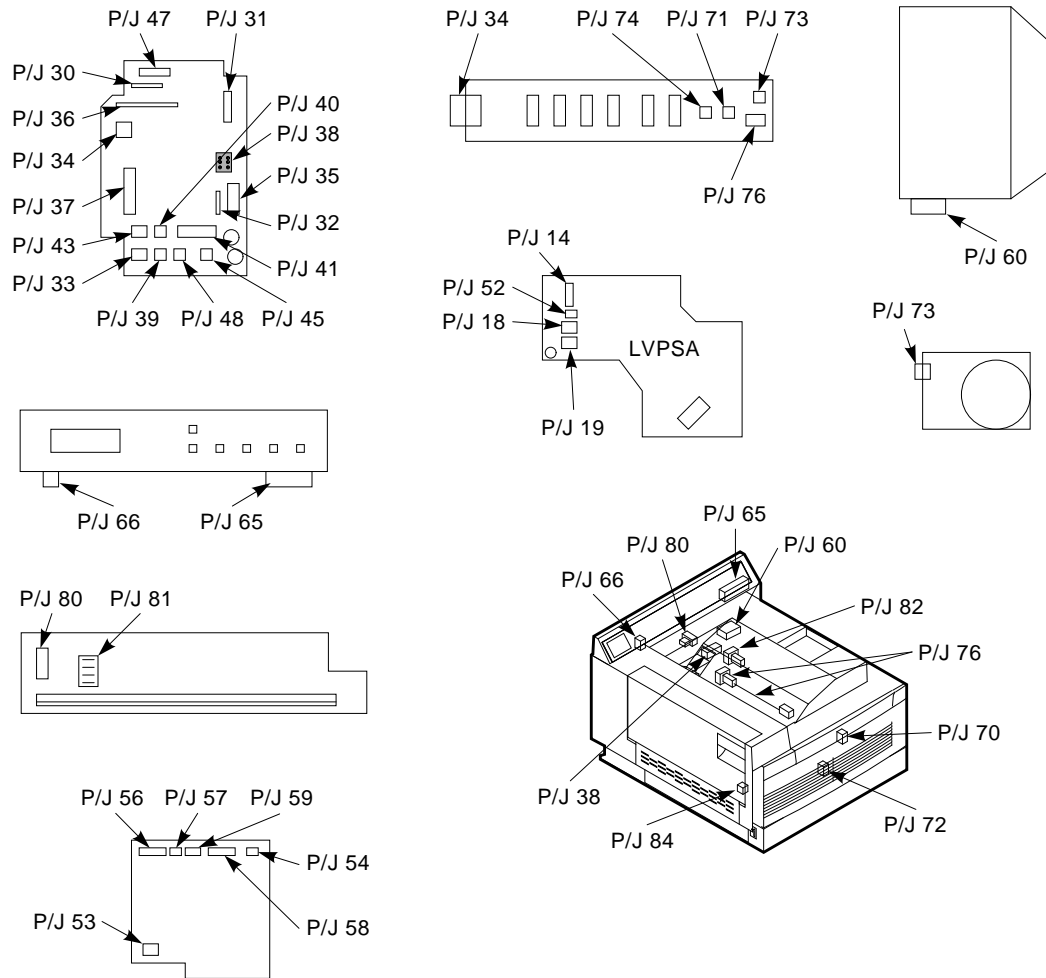 P/J 47
P/J 31
P/J 30
P/J 36
P/J 40
P/J 38
P/J 34
P/J 35
P/J 37
P/J 32
P/J 43
P/J 41
P/J 33
P/J 39
P/J 48
P/J 45
P/J 34
P/J 74
P/J 71
P/J 73
P/J 76
P/J 60
P/J 14
P/J 52
P/J 18
LVPSA
P/J 19
P/J 73
P/J 66
P/J 65
P/J 80
P/J 81
P/J 65
P/J 80
P/J 60
P/J 66
P/J 82
P/J 76
P/J 70
P/J 38
P/J 72
P/J 84
P/J 56
P/J 57
P/J 59
P/J 54
P/J 53
P/J 58